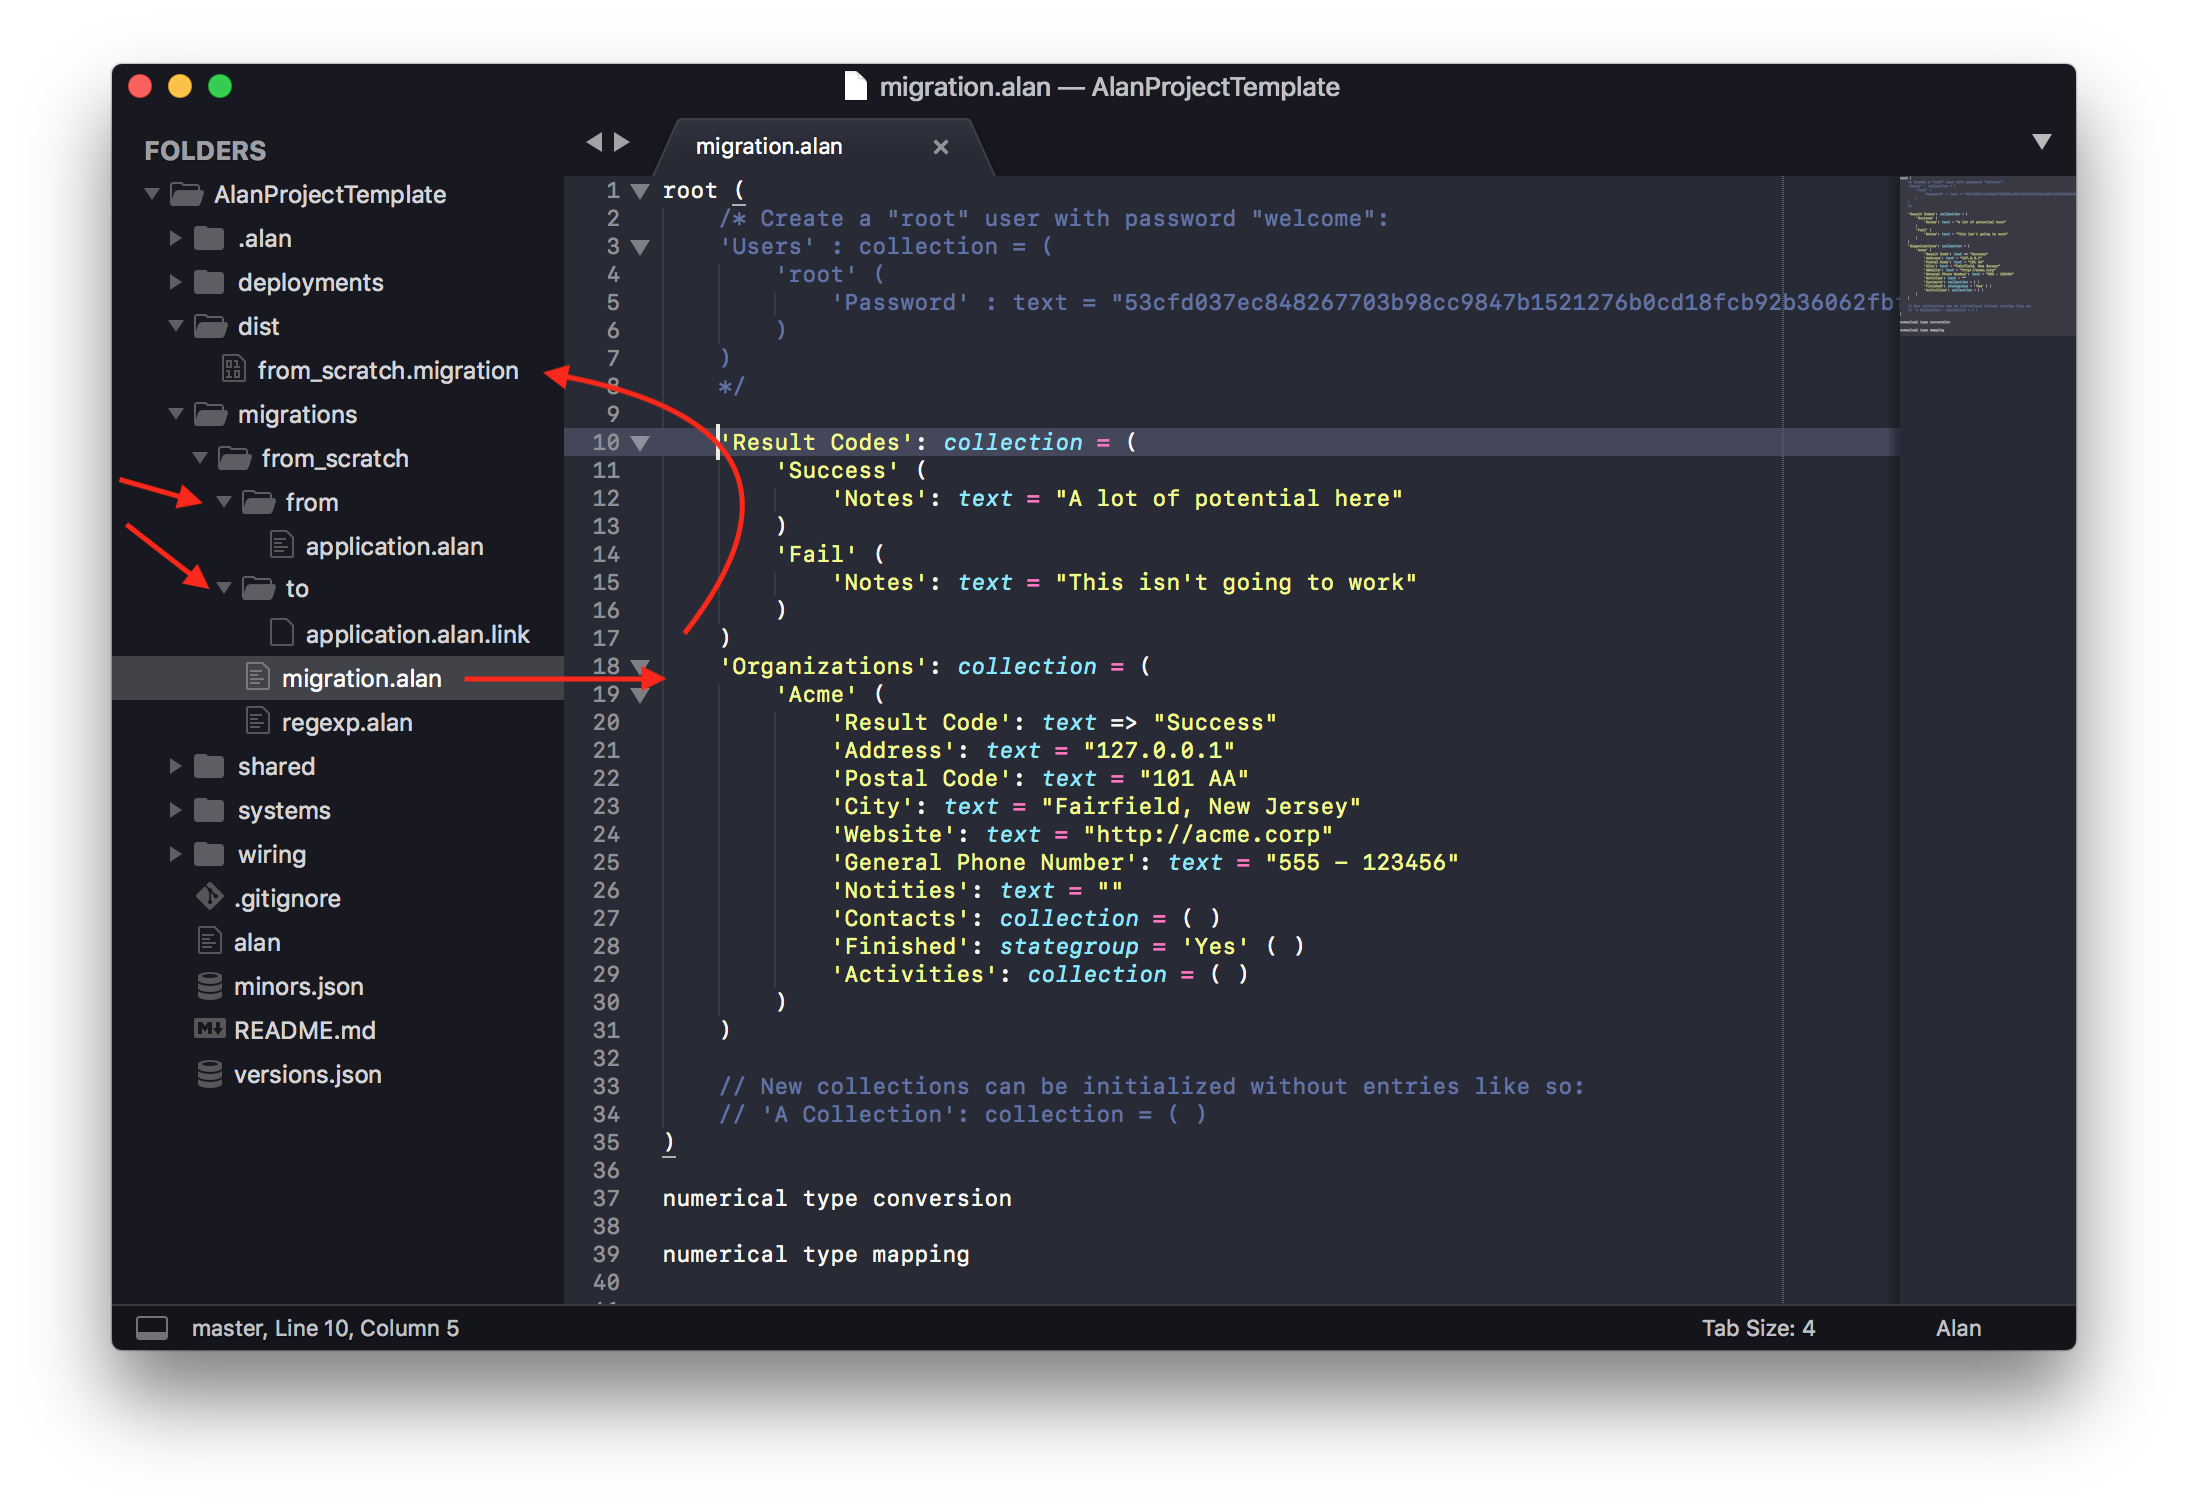 migration.alan — AlanProjectTemplate
FOLDERS
AlanProjectTemplate
.alan
deployments
dist
from_scratch.migration
migrations
from_scratch
from
application.alan
to
application.alan.link
migration.alan
regexp.alan
shared
systems
wiring
.gitignore
alan
minors.json
README.md
versions.json
migration.alan
1 root (
2 /* Create a "root" user with password "welcome":
3 'Users' : collection = (
4 'root' (
5 'Password' : text = "53cfd037ec848267703b98cc9847b1521276b0cd18fcb92b36062fb
6 )
7 )
8 */
9
10 'Result Codes': collection = (
11 'Success' (
12 'Notes': text = "A lot of potential here"
13 )
14 'Fail' (
15 'Notes': text = "This isn't going to work"
16 )
17 )
18 'Organizations': collection = (
19 'Acme' (
20 'Result Code': text => "Success"
21 'Address': text = "127.0.0.1"
22 'Postal Code': text = "101 AA"
23 'City': text = "Fairfield, New Jersey"
24 'Website': text = "http://acme.corp"
25 'General Phone Number': text = "555 – 123456"
26 'Notities': text = ""
27 'Contacts': collection = ( )
28 'Finished': stategroup = 'Yes' ( )
29 'Activities': collection = ( )
30 )
31 )
32
33 // New collections can be initialized without entries like so:
34 // 'A Collection': collection = ( )
35 )
36
37 numerical type conversion
38
39 numerical type mapping
40
master, Line 10, Column 5
Tab Size: 4
Alan